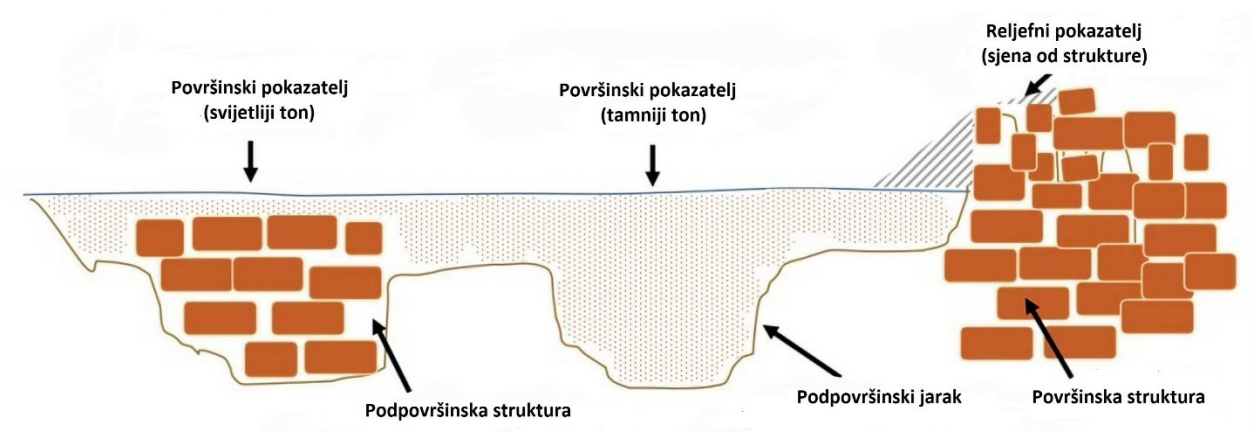 Reljefni pokazatelj
(sjena od strukture)
Površinski pokazatelj
(svijetliji ton)
Površinski pokazatelj
(tamniji ton)
Podpovršinska struktura
Podpovršinski jarak
Površinska struktura